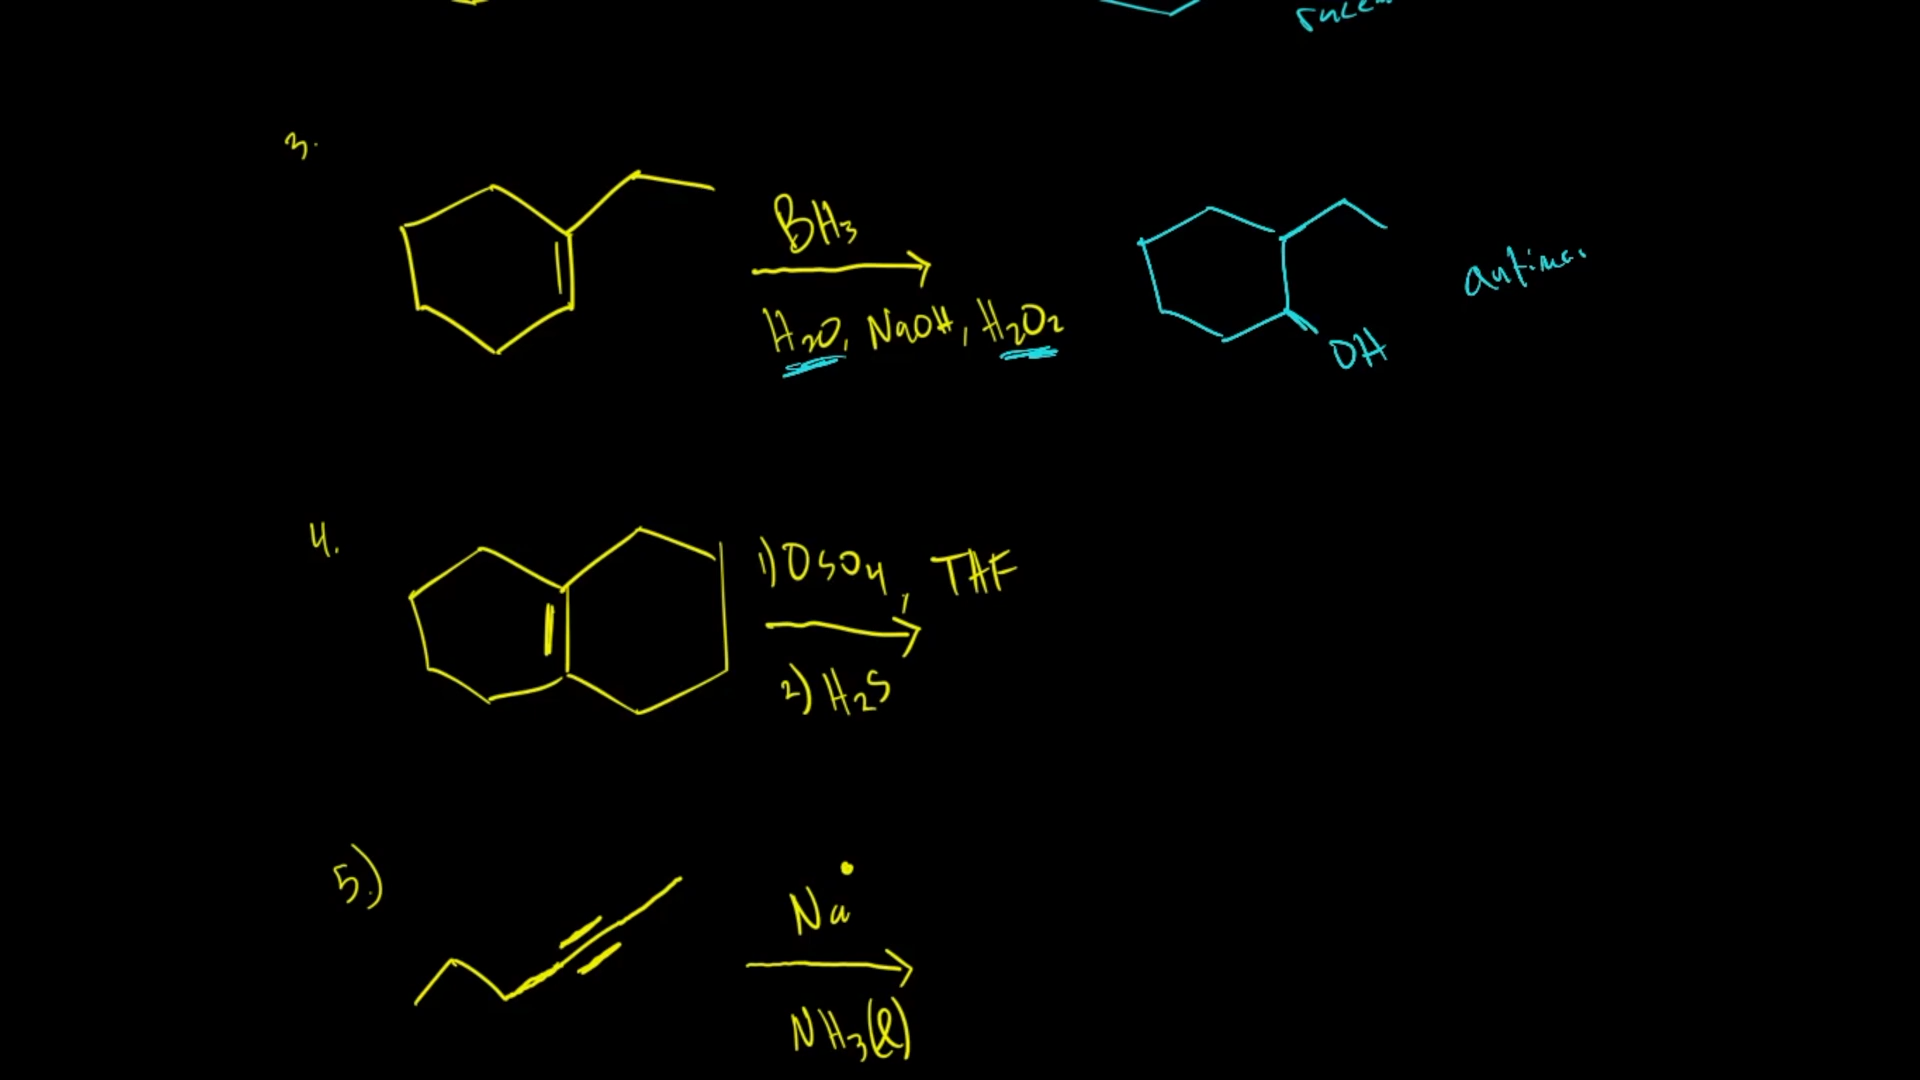 3.
BH₃
H₂O, NaOH, H₂O₂
OH
4.
1) OsO₄, THF
2) H₂S
5.)
Na•
NH₃(l)